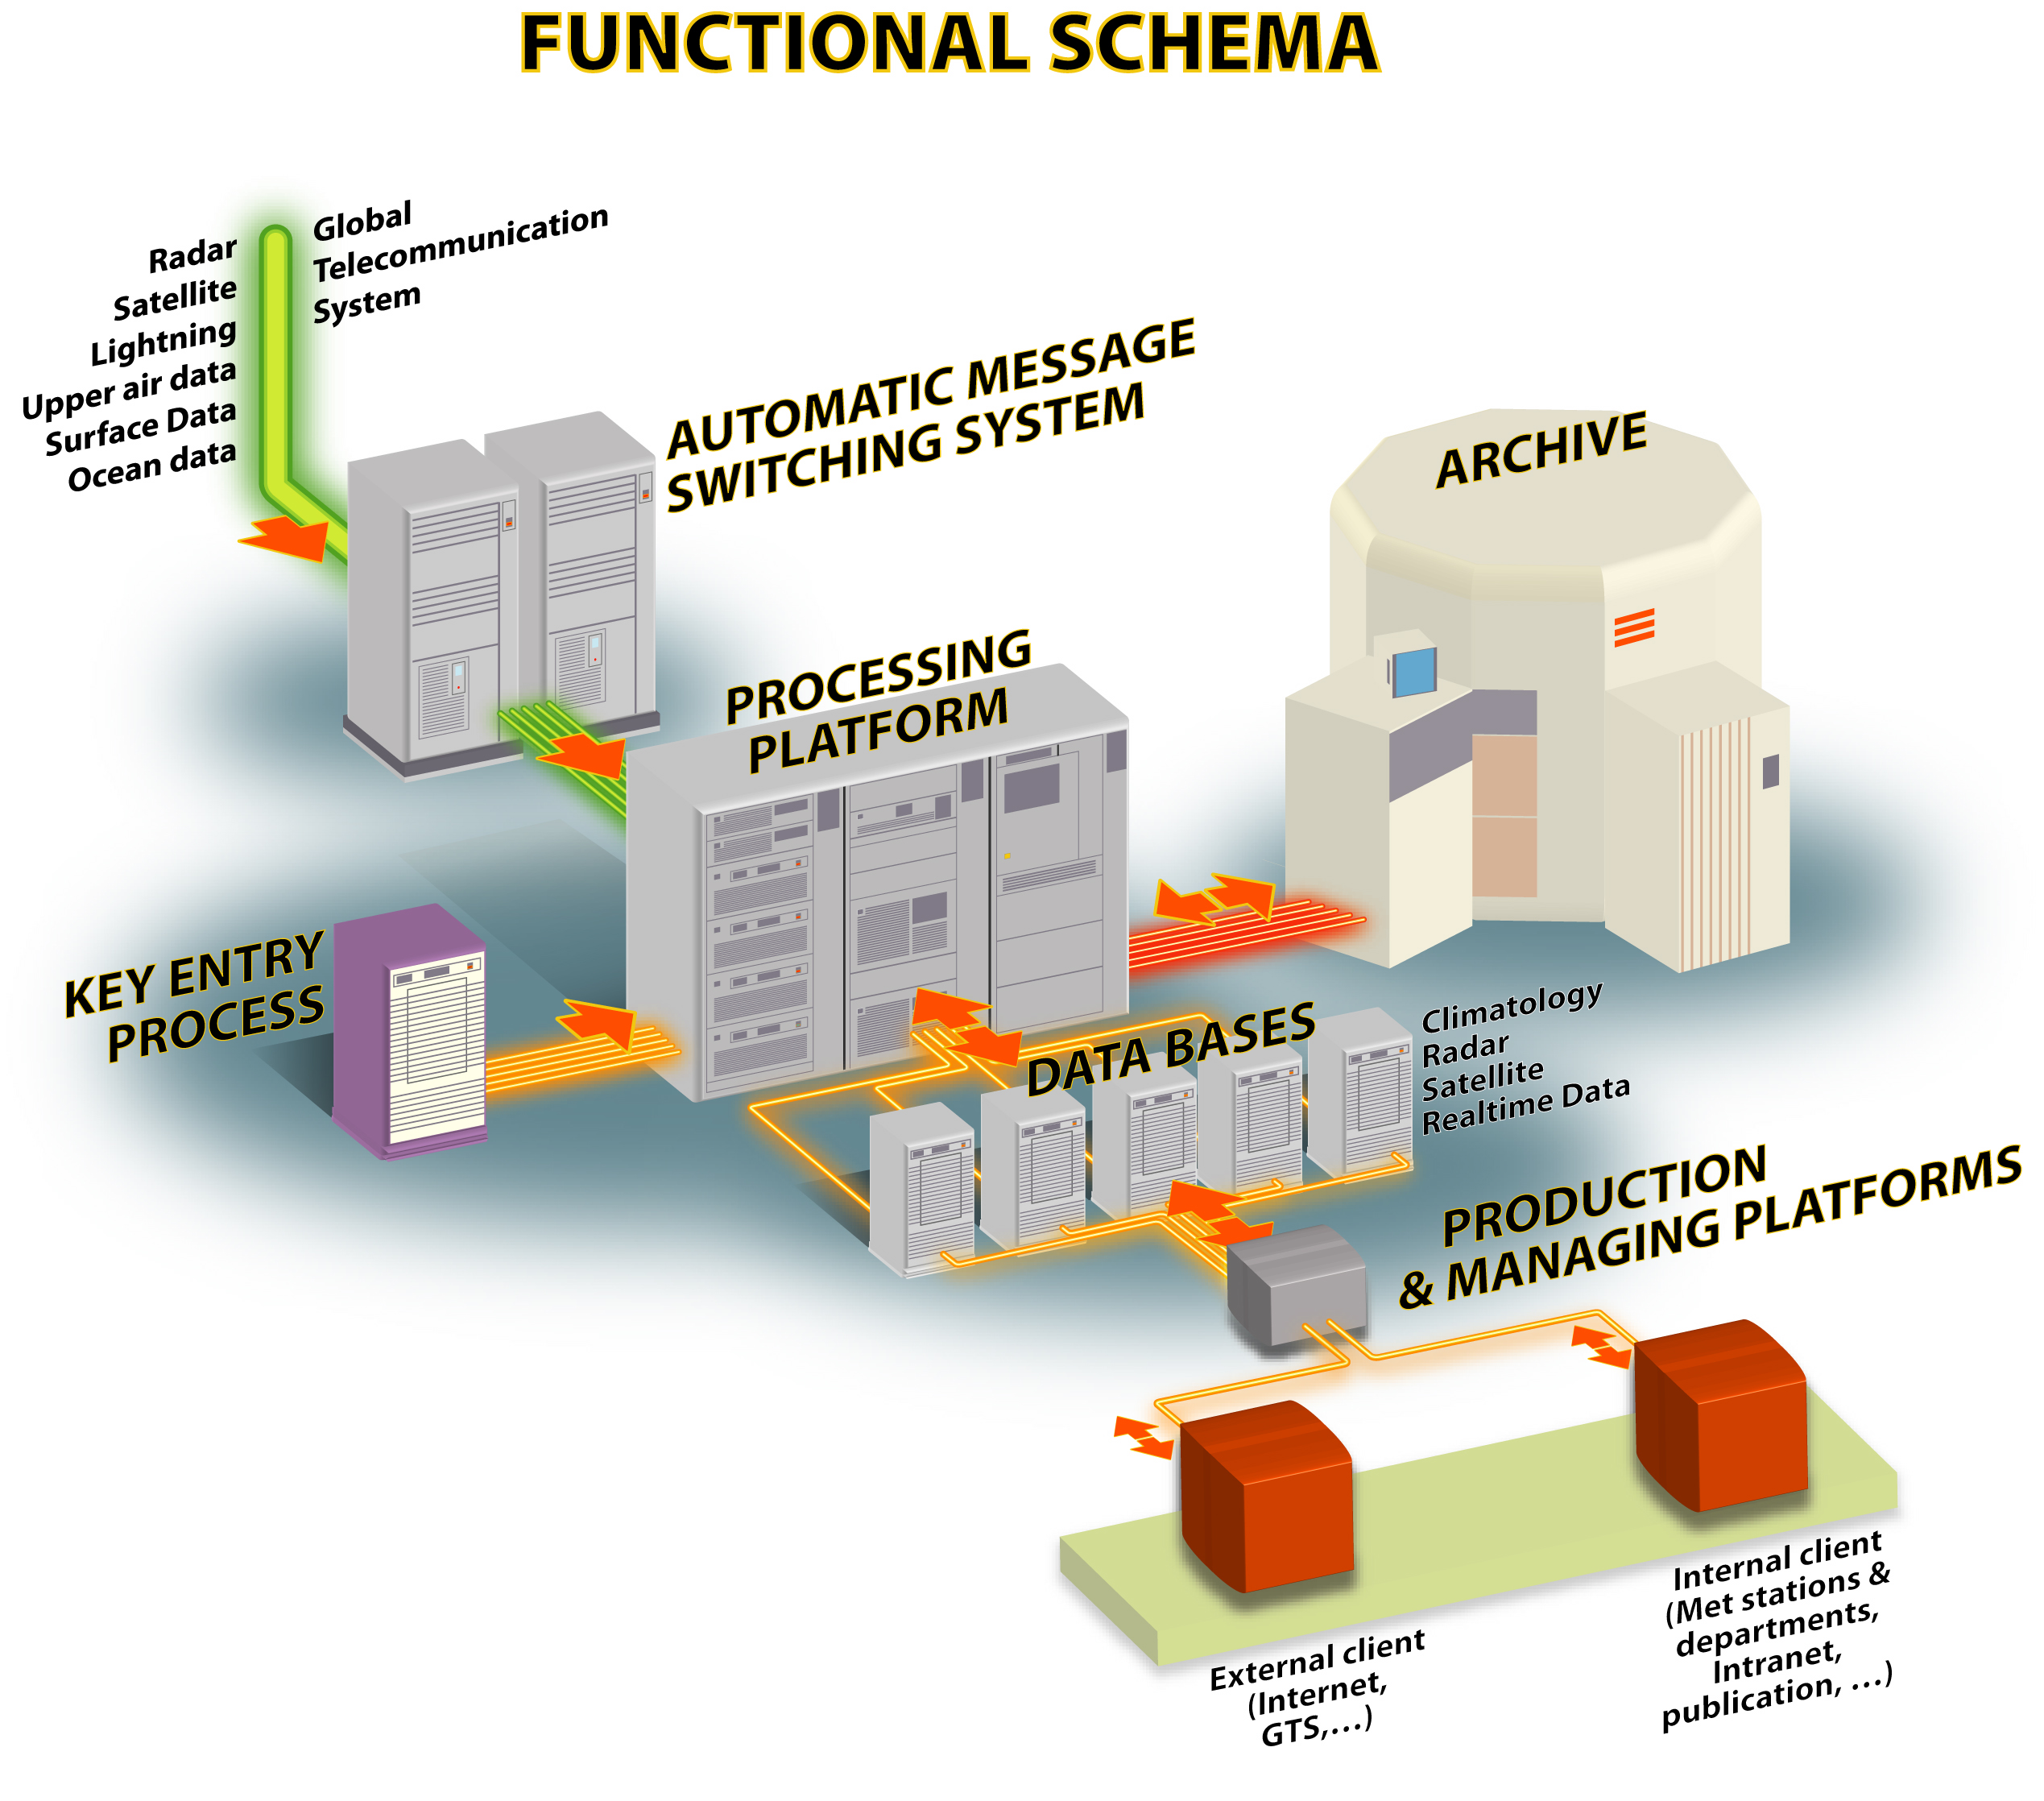 FUNCTIONAL SCHEMA
Radar
Satellite
Lightning
Upper air data
Surface Data
Ocean data
Global
Telecommunication
System
AUTOMATIC MESSAGE
SWITCHING SYSTEM
ARCHIVE
PROCESSING
PLATFORM
KEY ENTRY
PROCESS
DATA BASES
Climatology
Radar
Satellite
Realtime Data
PRODUCTION
& MANAGING PLATFORMS
External client
(Internet,
GTS,...)
Internal client
(Met stations &
departments,
Intranet,
publication, ...)